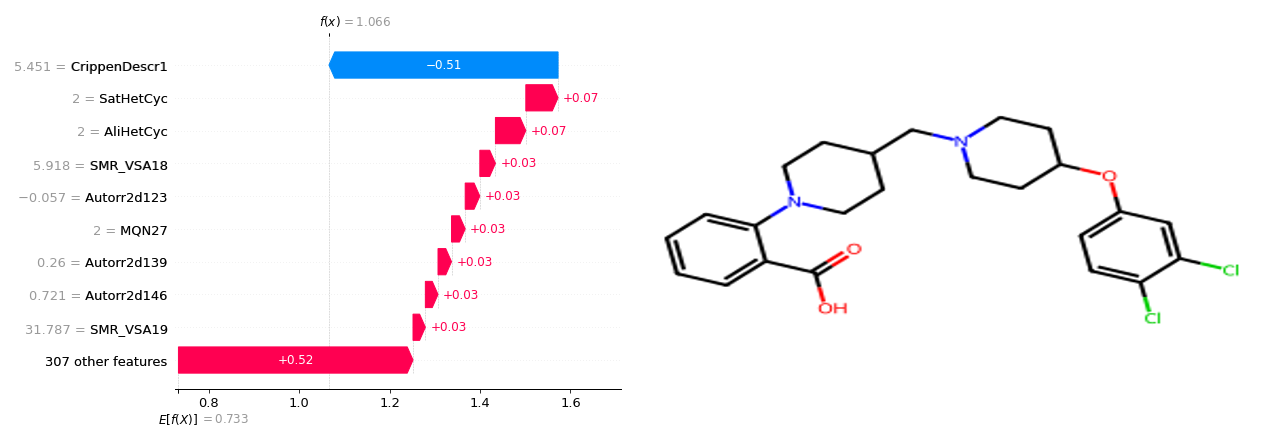 f(x) = 1.066
5.451 = CrippenDescr1
−0.51
2 = SatHetCyc
+0.07
2 = AliHetCyc
+0.07
5.918 = SMR_VSA18
+0.03
−0.057 = Autorr2d123
+0.03
2 = MQN27
+0.03
0.26 = Autorr2d139
+0.03
0.721 = Autorr2d146
+0.03
31.787 = SMR_VSA19
+0.03
307 other features
+0.52
0.8 1.0 1.2 1.4 1.6
E[f(X)] = 0.733
N
O
N
O
OH
Cl
Cl